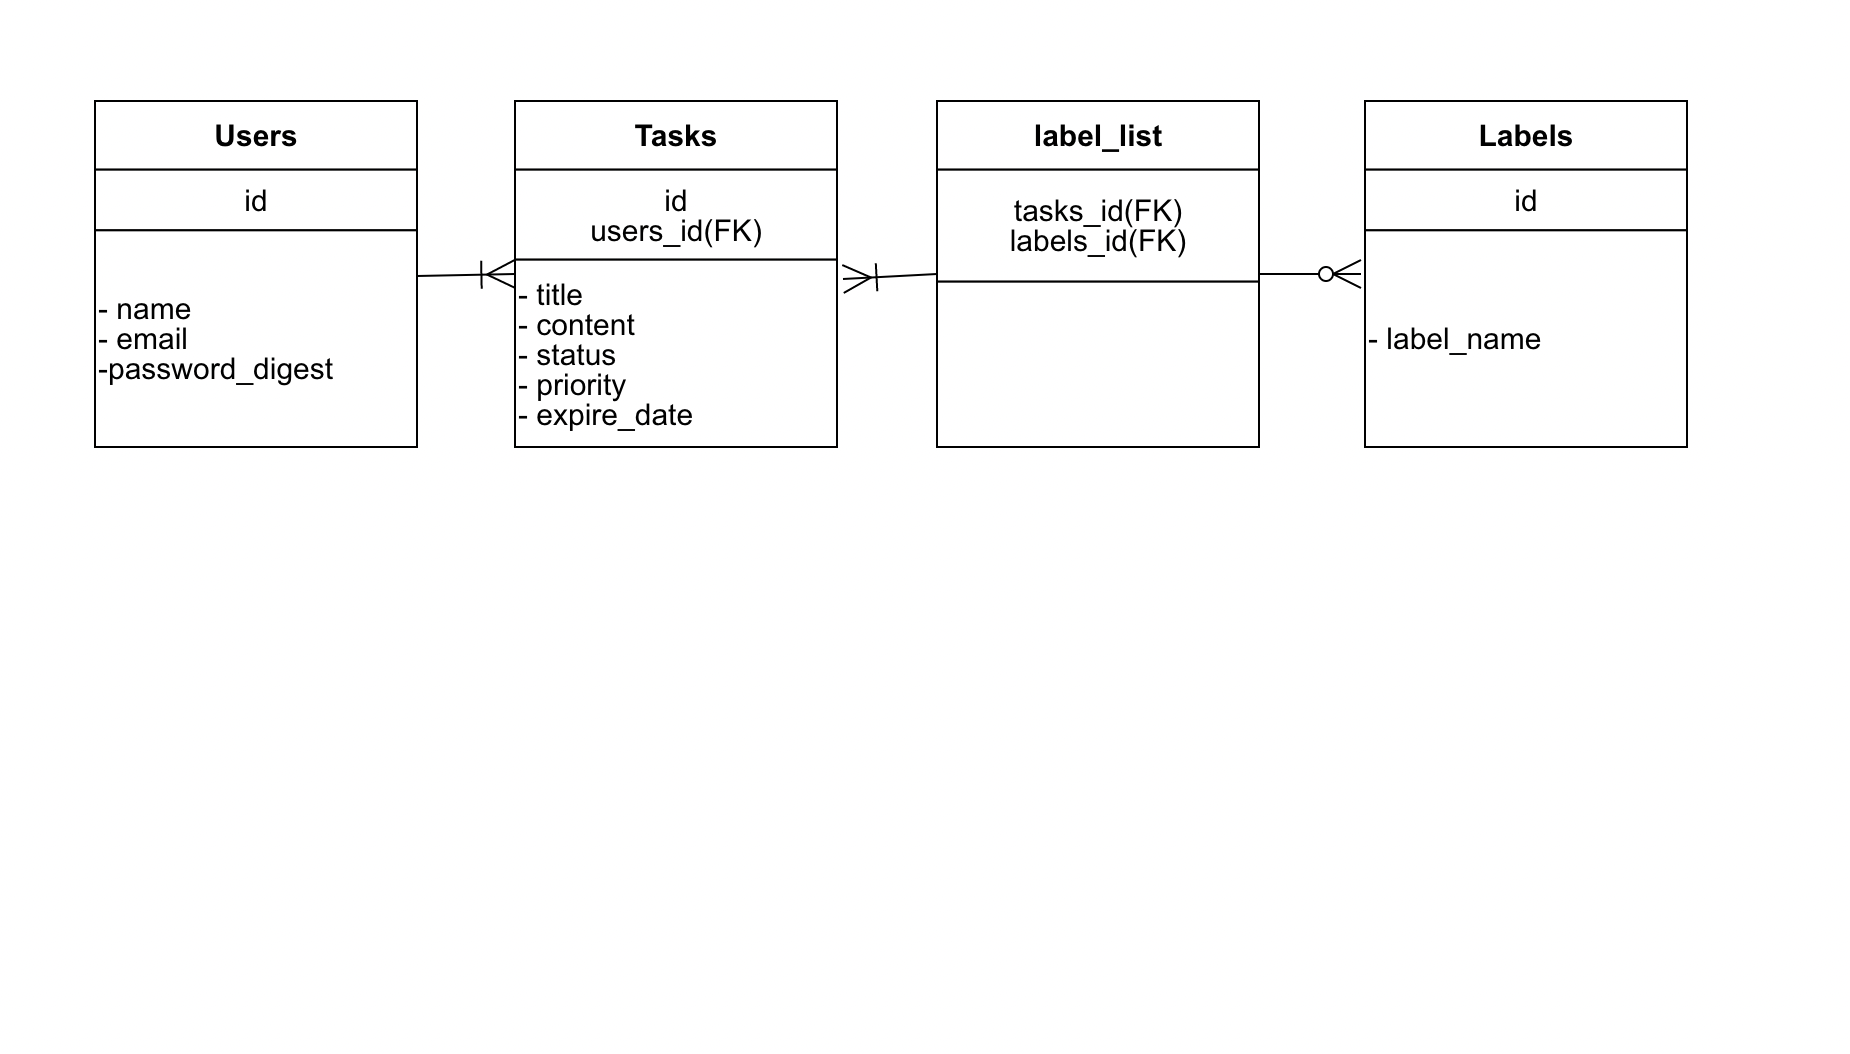 Users
id
- name
- email
-password_digest
Tasks
id
users_id(FK)
- title
- content
- status
- priority
- expire_date
label_list
tasks_id(FK)
labels_id(FK)
Labels
id
- label_name